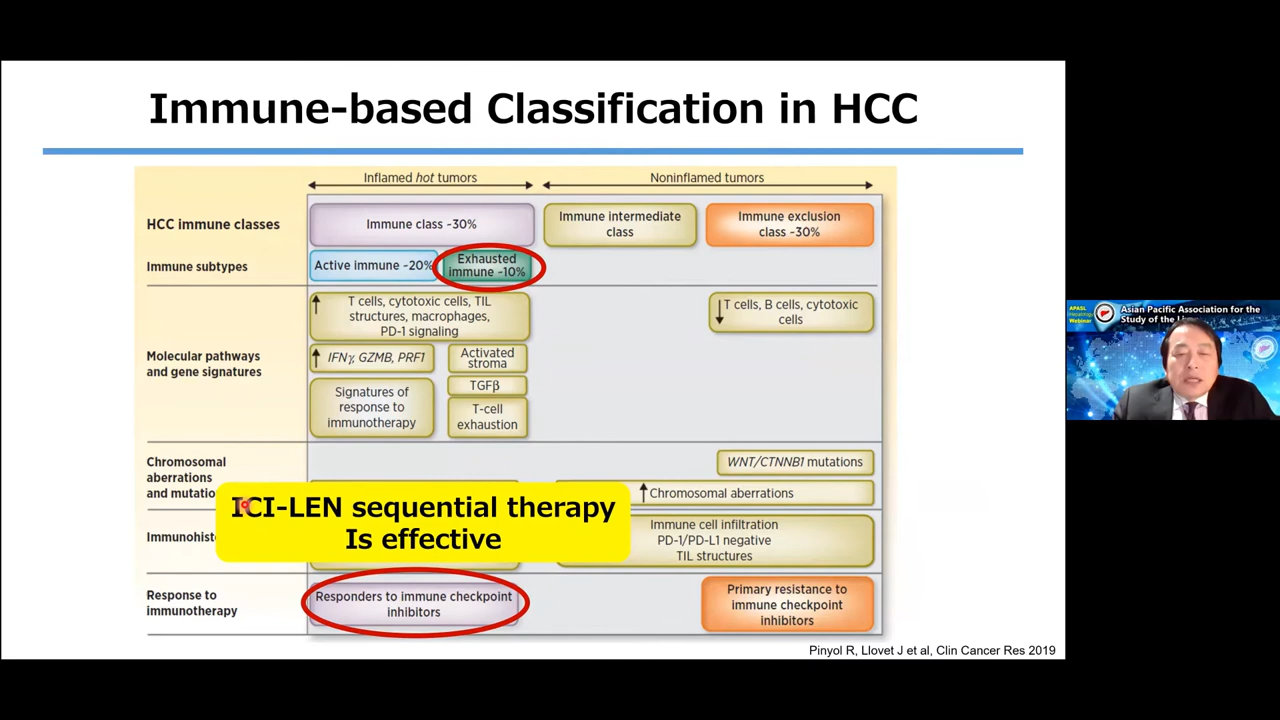 Immune-based Classification in HCC
Inflamed hot tumors
Noninflamed tumors
HCC immune classes
Immune class ~30%
Immune intermediate
class
Immune exclusion
class ~30%
Immune subtypes
Active immune ~20%
Exhausted
immune ~10%
Molecular pathways
and gene signatures
↑ T cells, cytotoxic cells, TIL
structures, macrophages,
PD-1 signaling
↓ T cells, B cells, cytotoxic
cells
↑ IFNγ, GZMB, PRF1
Activated
stroma
TGFβ
Signatures of
response to
immunotherapy
T-cell
exhaustion
Chromosomal
aberrations
and mutatio
WNT/CTNNB1 mutations
↑ Chromosomal aberrations
ICI-LEN sequential therapy
Is effective
Immunohist
Immune cell infiltration
PD-1/PD-L1 negative
TIL structures
Response to
immunotherapy
Responders to immune checkpoint
inhibitors
Primary resistance to
immune checkpoint
inhibitors
Pinyol R, Llovet J et al, Clin Cancer Res 2019
APASL
Webinar
Asian Pacific Association for the
Study of the